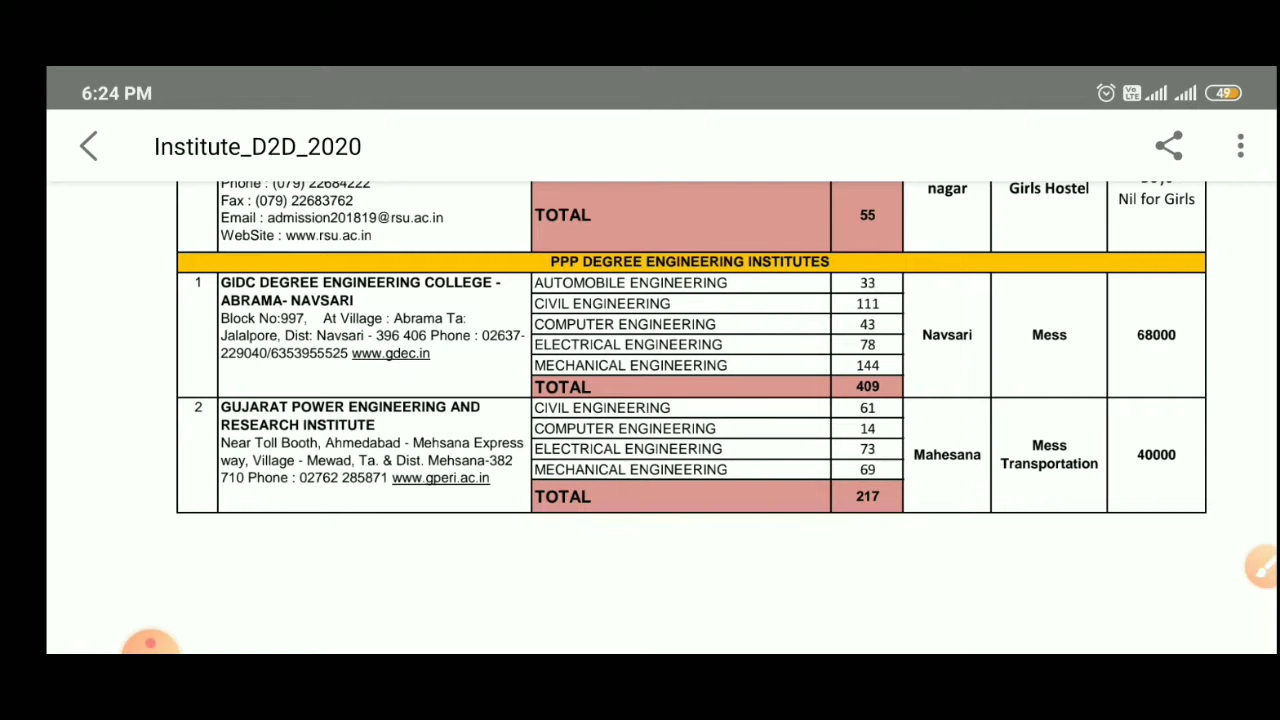 6:24 PM
Vo LTE
49
Institute_D2D_2020
Phone : (079) 22684222
Fax : (079) 22683762
Email : admission201819@rsu.ac.in
WebSite : www.rsu.ac.in
TOTAL
55
nagar
Girls Hostel
Nil for Girls
PPP DEGREE ENGINEERING INSTITUTES
1
GIDC DEGREE ENGINEERING COLLEGE -
ABRAMA- NAVSARI
Block No:997, At Village : Abrama Ta:
Jalalpore, Dist: Navsari - 396 406 Phone : 02637-
229040/6353955525 www.gdec.in
AUTOMOBILE ENGINEERING 33
CIVIL ENGINEERING 111
COMPUTER ENGINEERING 43
ELECTRICAL ENGINEERING 78
MECHANICAL ENGINEERING 144
TOTAL 409
Navsari
Mess
68000
2
GUJARAT POWER ENGINEERING AND
RESEARCH INSTITUTE
Near Toll Booth, Ahmedabad - Mehsana Express
way, Village - Mewad, Ta. & Dist. Mehsana-382
710 Phone : 02762 285871 www.gperi.ac.in
CIVIL ENGINEERING 61
COMPUTER ENGINEERING 14
ELECTRICAL ENGINEERING 73
MECHANICAL ENGINEERING 69
TOTAL 217
Mahesana
Mess
Transportation
40000